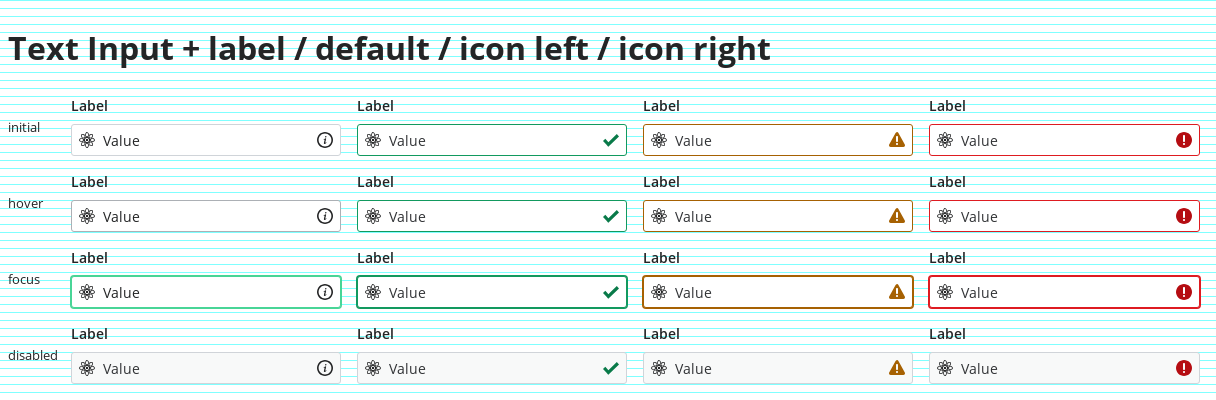 Text Input + label / default / icon left / icon right
Label Label Label Label
initial Value Value Value Value
Label Label Label Label
hover Value Value Value Value
Label Label Label Label
focus Value Value Value Value
Label Label Label Label
disabled Value Value Value Value